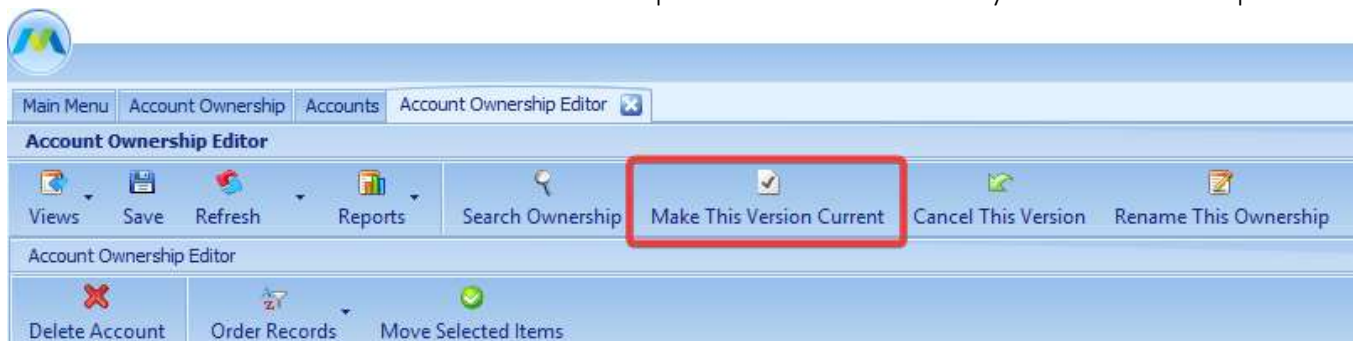 Main Menu Account Ownership Accounts Account Ownership Editor
Account Ownership Editor
Views Save Refresh Reports Search Ownership Make This Version Current Cancel This Version Rename This Ownership
Account Ownership Editor
Delete Account Order Records Move Selected Items